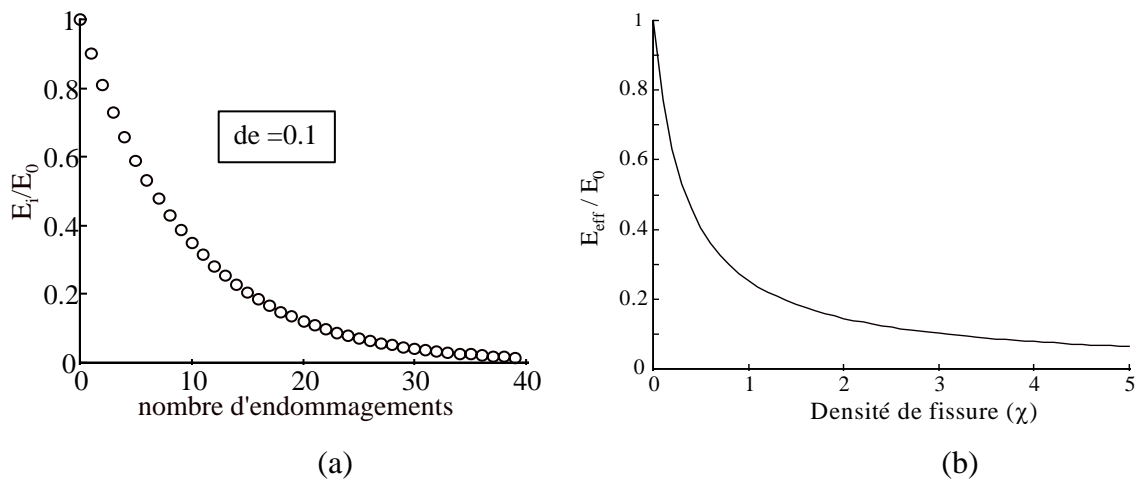 1
0.8
0.6
0.4
0.2
0
E_i/E_0
de =0.1
0 10 20 30 40
nombre d'endommagements
(a)
1
0.8
0.6
0.4
0.2
0
E_eff / E_0
0 1 2 3 4 5
Densité de fissure (χ)
(b)